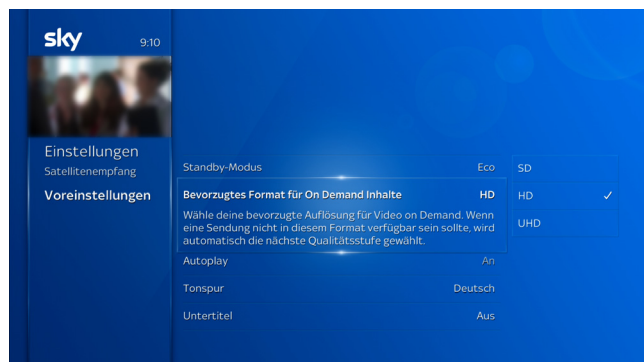 sky
9:10
Einstellungen
Satellitenempfang
Voreinstellungen
Standby-Modus Eco
Bevorzugtes Format für On Demand Inhalte HD
Wähle deine bevorzugte Auflösung für Video on Demand. Wenn
eine Sendung nicht in diesem Format verfügbar sein sollte, wird
automatisch die nächste Qualitätsstufe gewählt.
Autoplay An
Tonspur Deutsch
Untertitel Aus
SD
HD
UHD